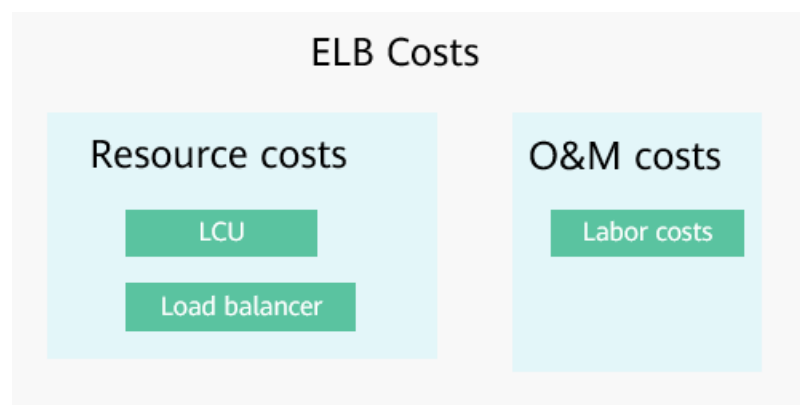 ELB Costs
Resource costs
LCU
Load balancer
O&M costs
Labor costs